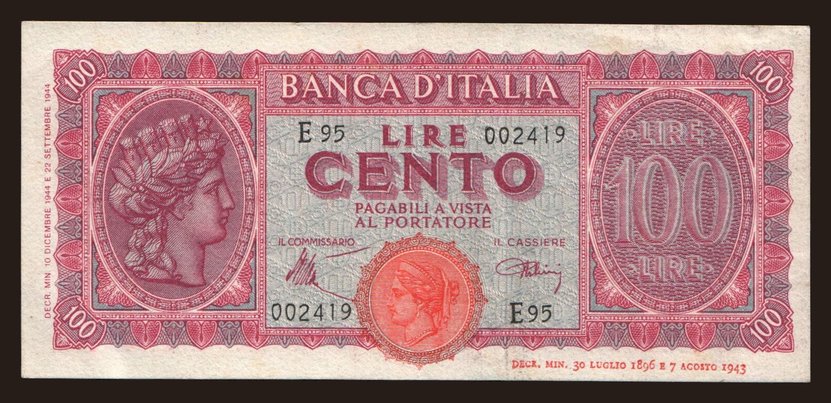 100
100
BANCA D'ITALIA
E 95 LIRE 002419
CENTO
PAGABILI A VISTA
AL PORTATORE
IL COMMISSARIO IL CASSIERE
002419 E 95
LIRE
100
LIRE
100
100
DECR. MIN. 10 DICEMBRE 1944 E 22 SETTEMBRE 1944
DECR. MIN. 30 LUGLIO 1896 E 7 AGOSTO 1943